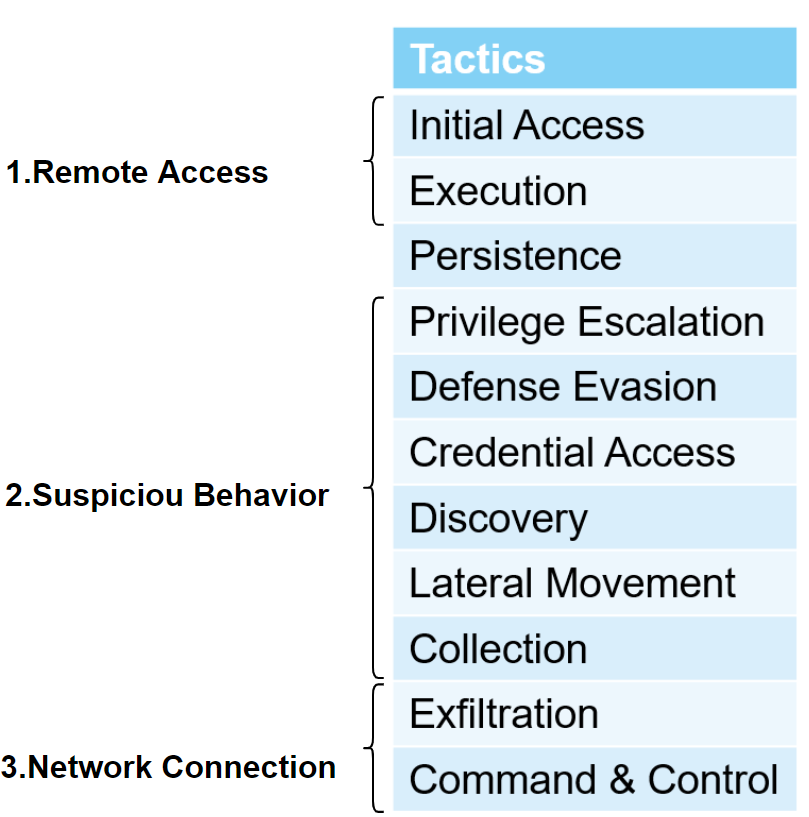 Tactics
Initial Access
1.Remote Access
Execution
Persistence
Privilege Escalation
Defense Evasion
Credential Access
2.Suspiciou Behavior
Discovery
Lateral Movement
Collection
Exfiltration
3.Network Connection
Command & Control